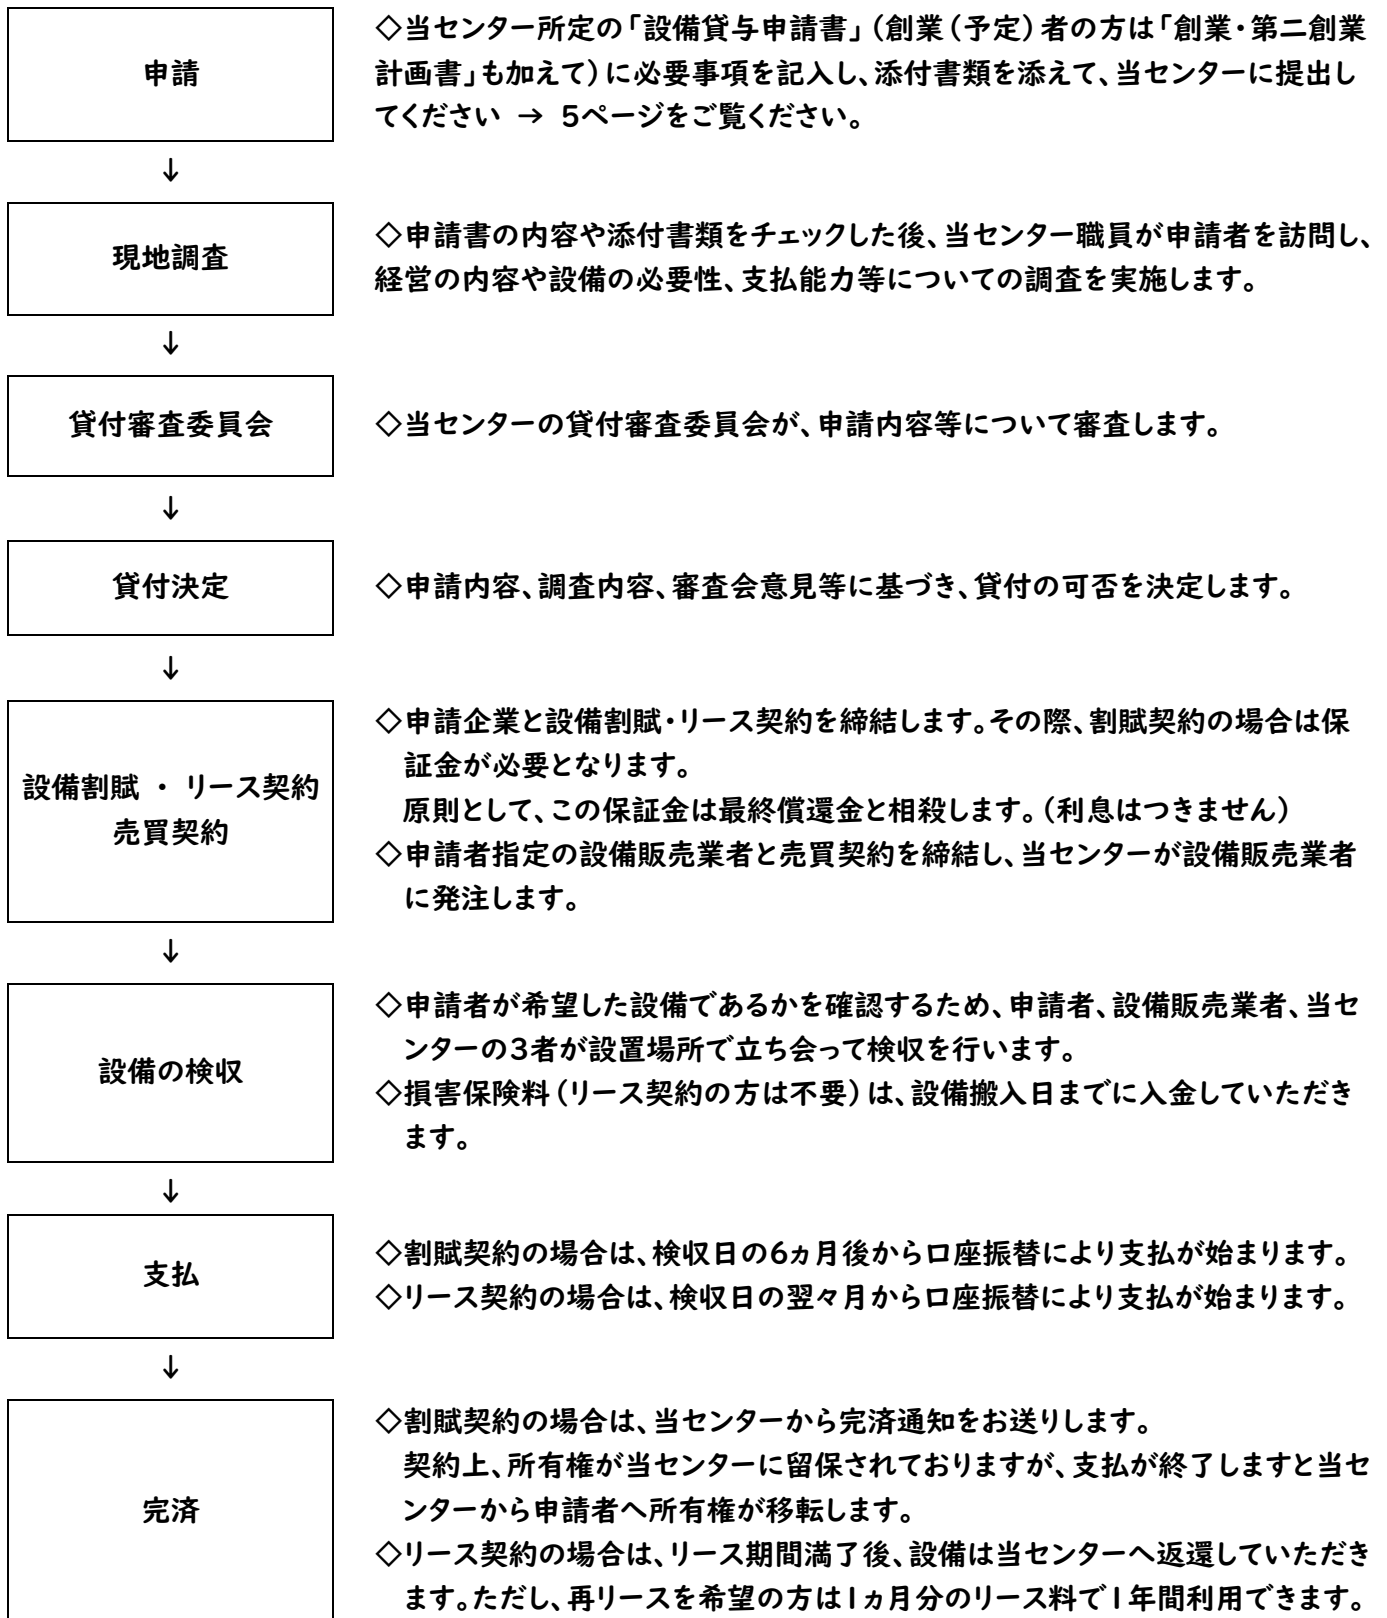 申請
◇当センター所定の「設備貸与申請書」（創業（予定）者の方は「創業・第二創業
計画書」も加えて）に必要事項を記入し、添付書類を添えて、当センターに提出し
てください → 5ページをご覧ください。
↓
現地調査
◇申請書の内容や添付書類をチェックした後、当センター職員が申請者を訪問し、
経営の内容や設備の必要性、支払能力等についての調査を実施します。
↓
貸付審査委員会
◇当センターの貸付審査委員会が、申請内容等について審査します。
↓
貸付決定
◇申請内容、調査内容、審査会意見等に基づき、貸付の可否を決定します。
↓
設備割賦 ・ リース契約
売買契約
◇申請企業と設備割賦・リース契約を締結します。その際、割賦契約の場合は保
証金が必要となります。
原則として、この保証金は最終償還金と相殺します。（利息はつきません）
◇申請者指定の設備販売業者と売買契約を締結し、当センターが設備販売業者
に発注します。
↓
設備の検収
◇申請者が希望した設備であるかを確認するため、申請者、設備販売業者、当セ
ンターの3者が設置場所で立ち会って検収を行います。
◇損害保険料（リース契約の方は不要）は、設備搬入日までに入金していただき
ます。
↓
支払
◇割賦契約の場合は、検収日の6ヵ月後から口座振替により支払が始まります。
◇リース契約の場合は、検収日の翌々月から口座振替により支払が始まります。
↓
完済
◇割賦契約の場合は、当センターから完済通知をお送りします。
契約上、所有権が当センターに留保されておりますが、支払が終了しますと当セ
ンターから申請者へ所有権が移転します。
◇リース契約の場合は、リース期間満了後、設備は当センターへ返還していただき
ます。ただし、再リースを希望の方は1ヵ月分のリース料で1年間利用できます。